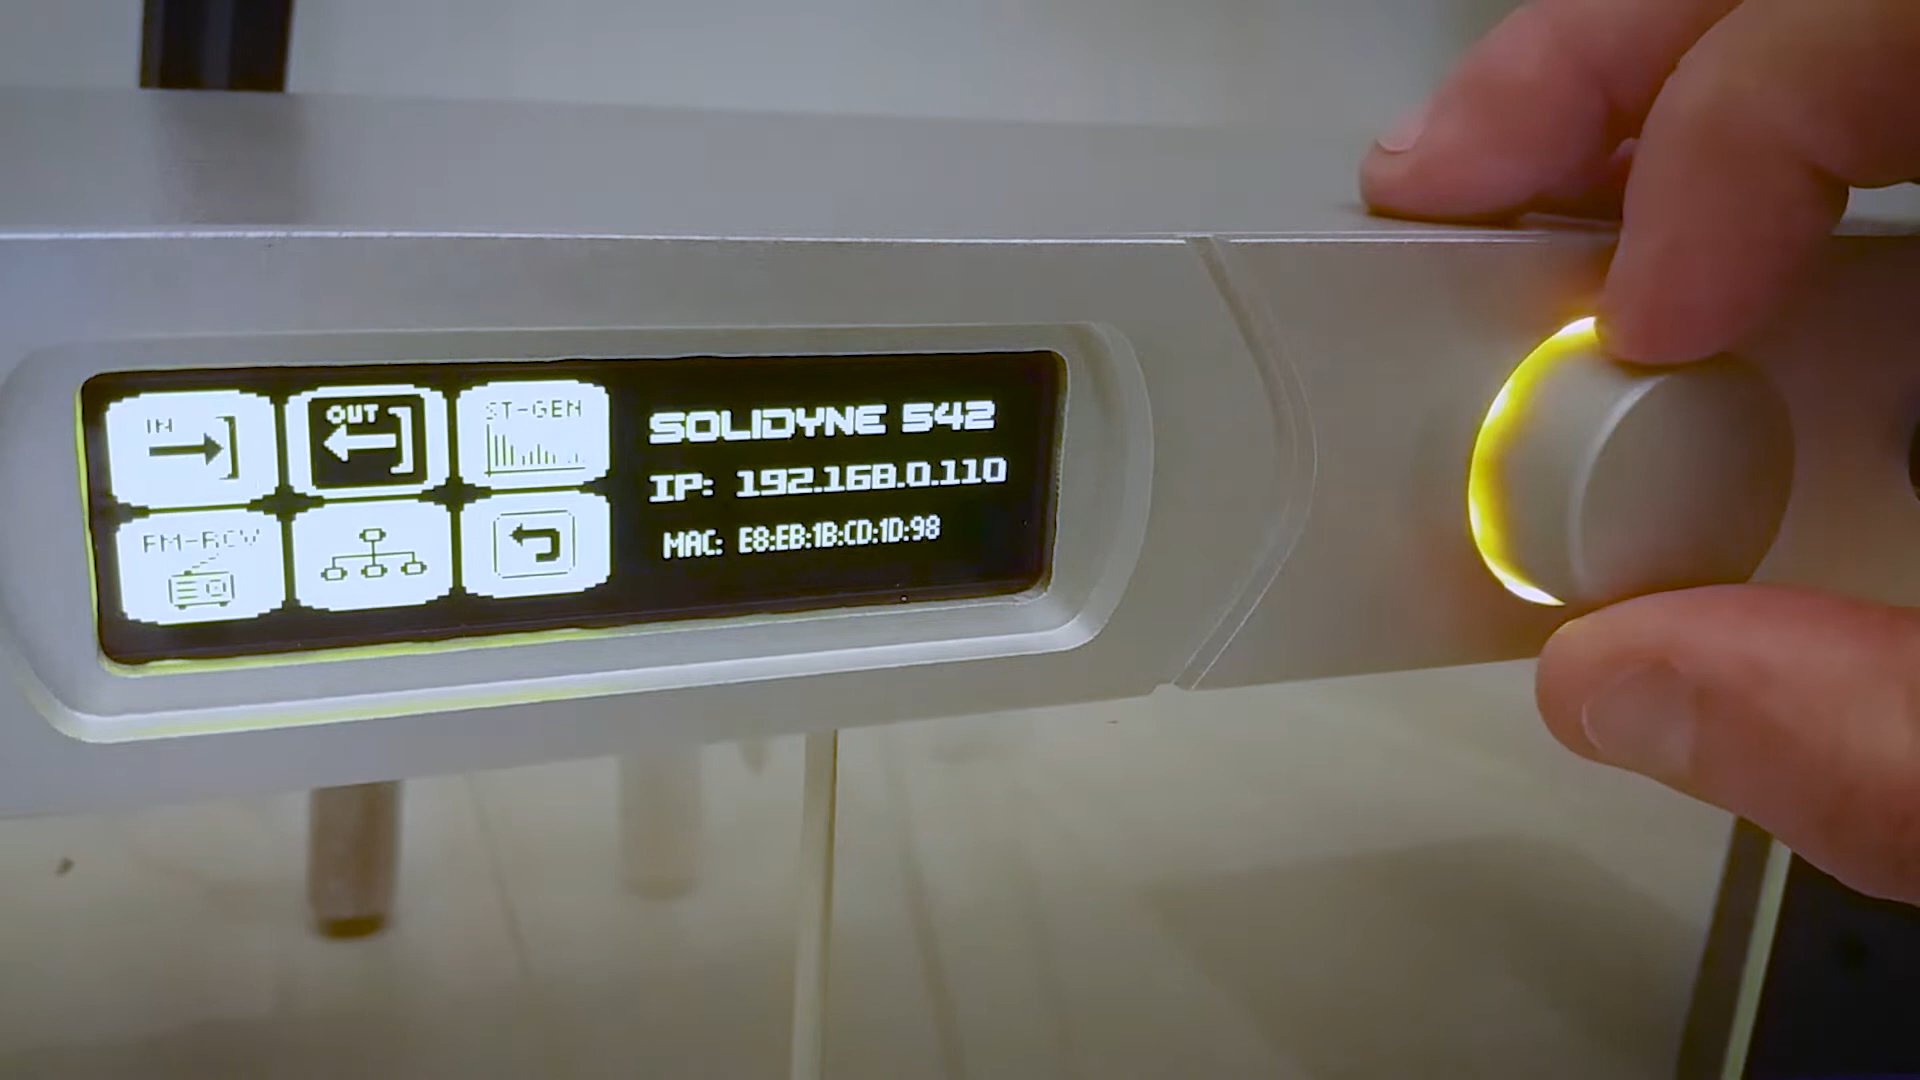 IN
OUT
ST-GEN
FM-RCV
SOLIDYNE 542
IP: 192.168.0.110
MAC: E8:EB:1B:CD:1D:98